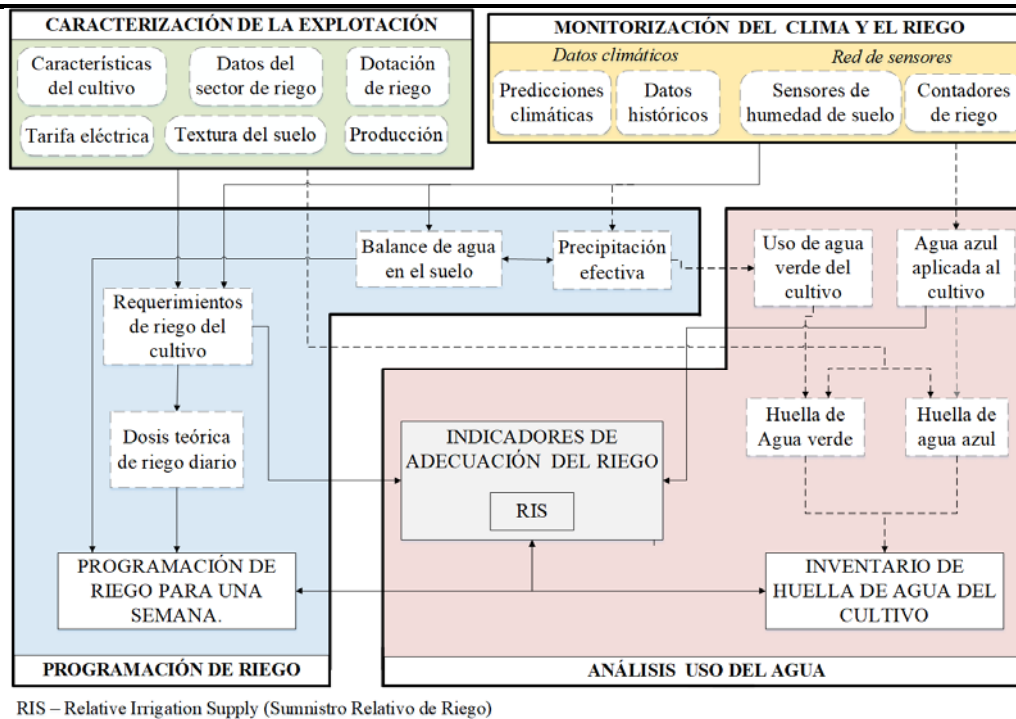 CARACTERIZACIÓN DE LA EXPLOTACIÓN
Características
del cultivo
Datos del
sector de riego
Dotación
de riego
Tarifa eléctrica
Textura del suelo
Producción
MONITORIZACIÓN DEL CLIMA Y EL RIEGO
Datos climáticos
Red de sensores
Predicciones
climáticas
Datos
históricos
Sensores de
humedad de suelo
Contadores
de riego
Balance de agua
en el suelo
Precipitación
efectiva
Uso de agua
verde del
cultivo
Agua azul
aplicada al
cultivo
Requerimientos
de riego del
cultivo
Dosis teórica
de riego diario
INDICADORES DE
ADECUACIÓN DEL RIEGO
RIS
Huella de
Agua verde
Huella de
agua azul
PROGRAMACIÓN DE
RIEGO PARA UNA
SEMANA.
INVENTARIO DE
HUELLA DE AGUA DEL
CULTIVO
PROGRAMACIÓN DE RIEGO
ANÁLISIS USO DEL AGUA
RIS – Relative Irrigation Supply (Sumnistro Relativo de Riego)